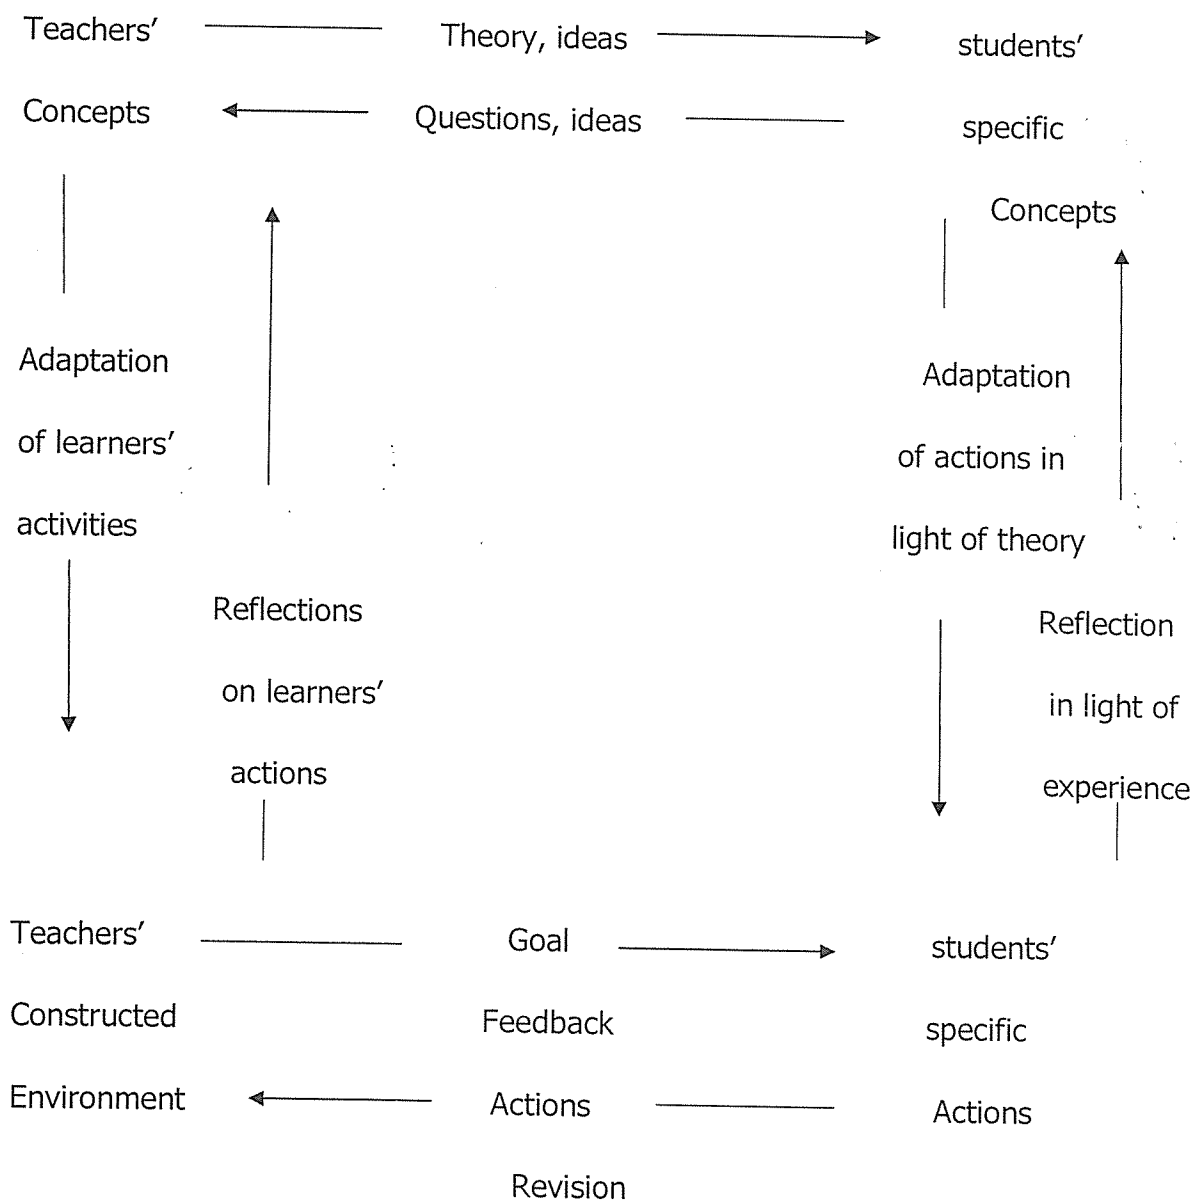 Teachers' Theory, ideas students'
Concepts Questions, ideas specific
Concepts
Adaptation Adaptation
of learners' of actions in
activities light of theory
Reflections Reflection
on learners' in light of
actions experience
Teachers' Goal students'
Constructed Feedback specific
Environment Actions Actions
Revision